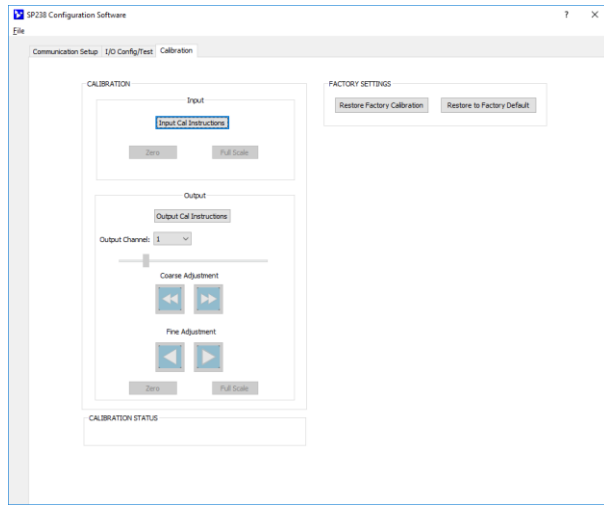 SP238 Configuration Software
?
File
Communication Setup I/O Config/Test Calibration
CALIBRATION
Input
Input Cal Instructions
Zero Full Scale
Output
Output Cal Instructions
Output Channel: 1
Coarse Adjustment
Fine Adjustment
Zero Full Scale
CALIBRATION STATUS
FACTORY SETTINGS
Restore Factory Calibration Restore to Factory Default